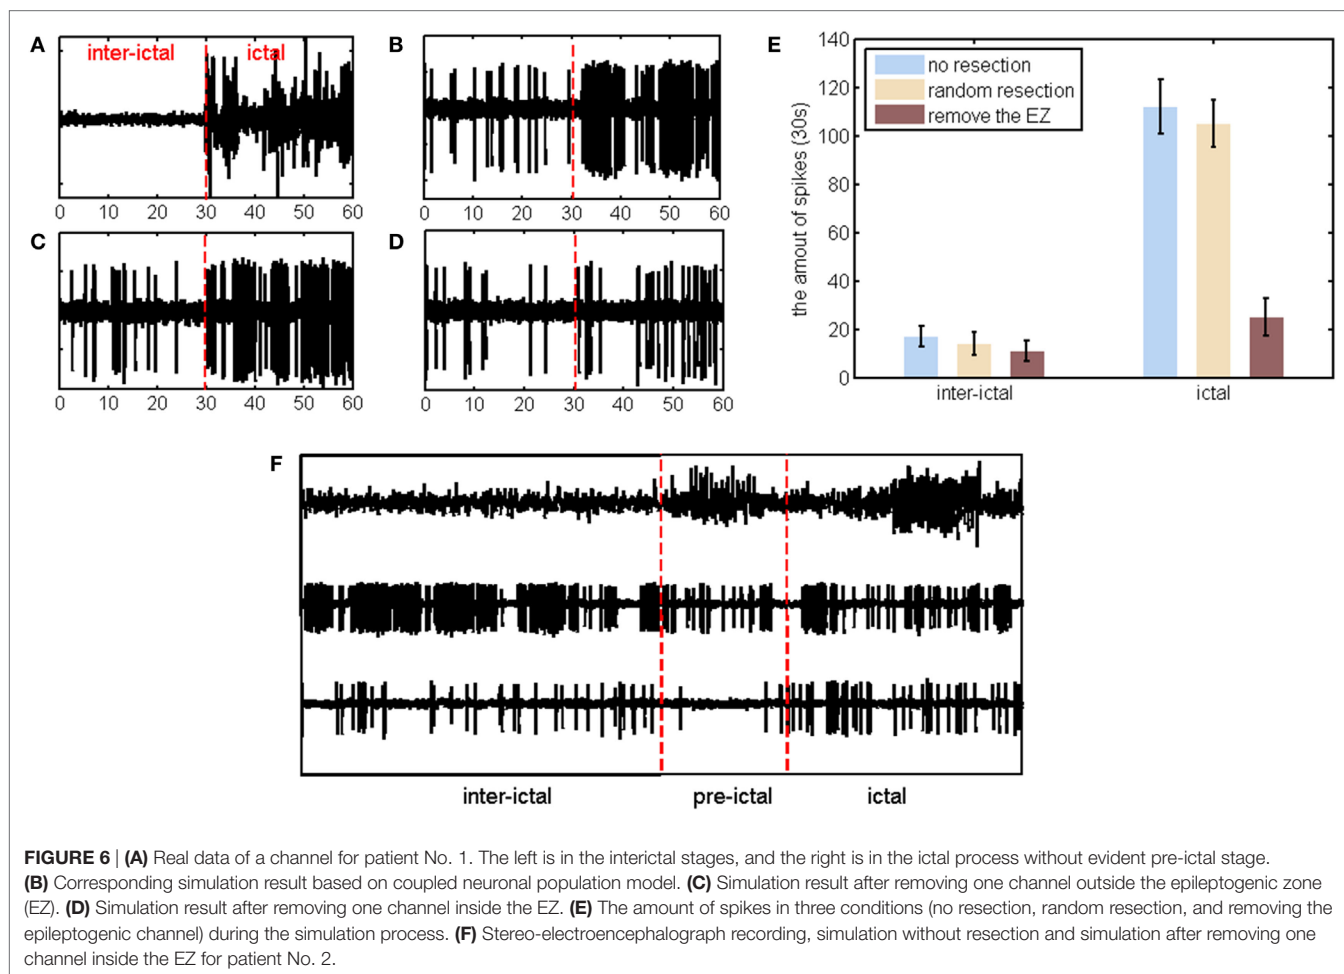 A
inter-ictal
ictal
0 10 20 30 40 50 60
B
0 10 20 30 40 50 60
C
0 10 20 30 40 50 60
D
0 10 20 30 40 50 60
E
the amout of spikes (30s)
140
120
100
80
60
40
20
0
no resection
random resection
remove the EZ
inter-ictal
ictal
F
inter-ictal
pre-ictal
ictal
FIGURE 6 | (A) Real data of a channel for patient No. 1. The left is in the interictal stages, and the right is in the ictal process without evident pre-ictal stage.
(B) Corresponding simulation result based on coupled neuronal population model. (C) Simulation result after removing one channel outside the epileptogenic zone
(EZ). (D) Simulation result after removing one channel inside the EZ. (E) The amount of spikes in three conditions (no resection, random resection, and removing the
epileptogenic channel) during the simulation process. (F) Stereo-electroencephalograph recording, simulation without resection and simulation after removing one
channel inside the EZ for patient No. 2.